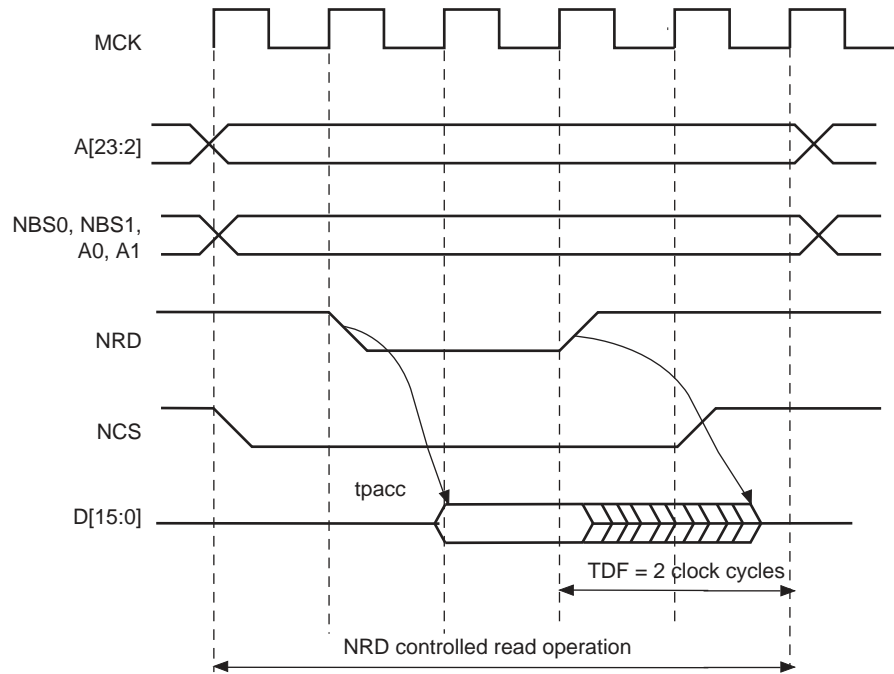 MCK
A[23:2]
NBS0, NBS1,
A0, A1
NRD
NCS
tpacc
D[15:0]
TDF = 2 clock cycles
NRD controlled read operation